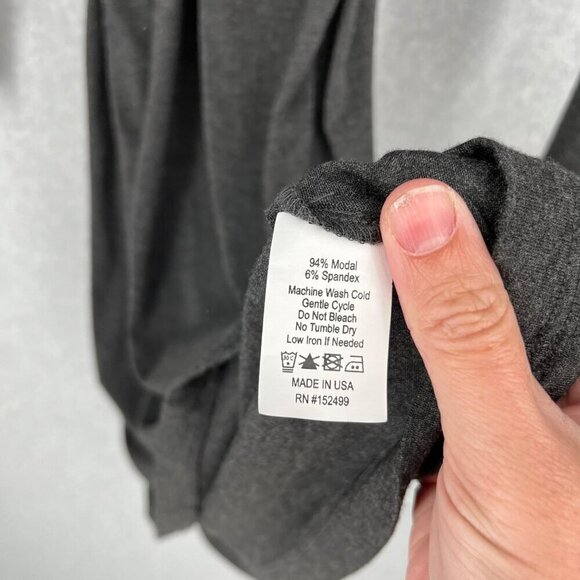 94% Modal
6% Spandex
Machine Wash Cold
Gentle Cycle
Do Not Bleach
No Tumble Dry
Low Iron If Needed
MADE IN USA
RN #152499